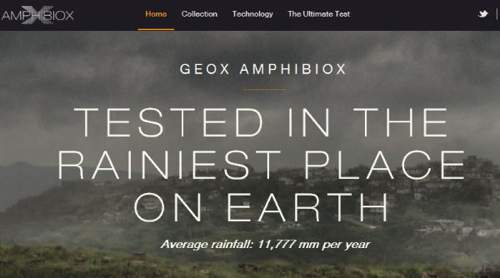 AMPHIBIOX
Home Collection Technology The Ultimate Test
GEOX AMPHIBIOX
TESTED IN THE
RAINIEST PLACE
ON EARTH
Average rainfall: 11,777 mm per year